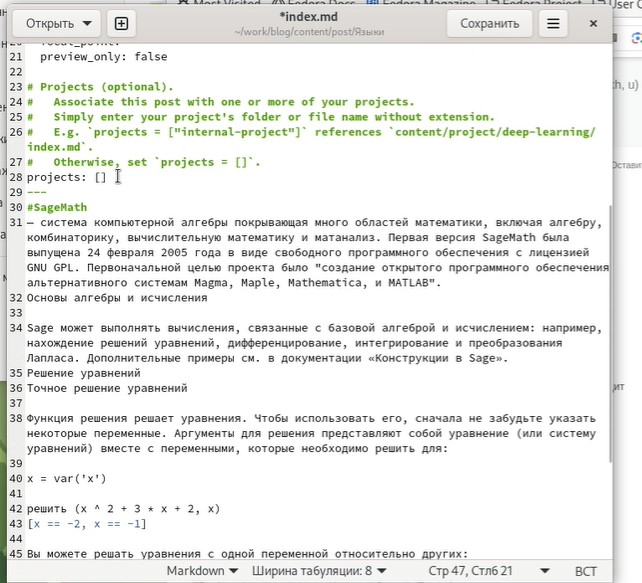 Most Visited Fedora Docs Fedora Magazine Fedora Project User C
Открыть
*index.md
~/work/blog/content/post/Языки
Сохранить
21 preview_only: false
22
23 # Projects (optional).
24 #   Associate this post with one or more of your projects.
25 #   Simply enter your project's folder or file name without extension.
26 #   E.g. `projects = ["internal-project"]` references `content/project/deep-learning/
index.md`.
27 #   Otherwise, set `projects = []`.
28 projects: []
29 ---
30 #SageMath
31 — система компьютерной алгебры покрывающая много областей математики, включая алгебру,
комбинаторику, вычислительную математику и матанализ. Первая версия SageMath была
выпущена 24 февраля 2005 года в виде свободного программного обеспечения с лицензией
GNU GPL. Первоначальной целью проекта было "создание открытого программного обеспечения
альтернативного системам Magma, Maple, Mathematica, и MATLAB".
32 Основы алгебры и исчисления
33
34 Sage может выполнять вычисления, связанные с базовой алгеброй и исчислением: например,
нахождение решений уравнений, дифференцирование, интегрирование и преобразования
Лапласа. Дополнительные примеры см. в документации «Конструкции в Sage».
35 Решение уравнений
36 Точное решение уравнений
37
38 Функция решения решает уравнения. Чтобы использовать его, сначала не забудьте указать
некоторые переменные. Аргументы для решения представляют собой уравнение (или систему
уравнений) вместе с переменными, которые необходимо решить для:
39
40 x = var('x')
41
42 решить (x ^ 2 + 3 * x + 2, x)
43 [x == -2, x == -1]
44
45 Вы можете решать уравнения с одной переменной относительно других:
Markdown Ширина табуляции: 8 Стр 47, Стлб 21 ВСТ